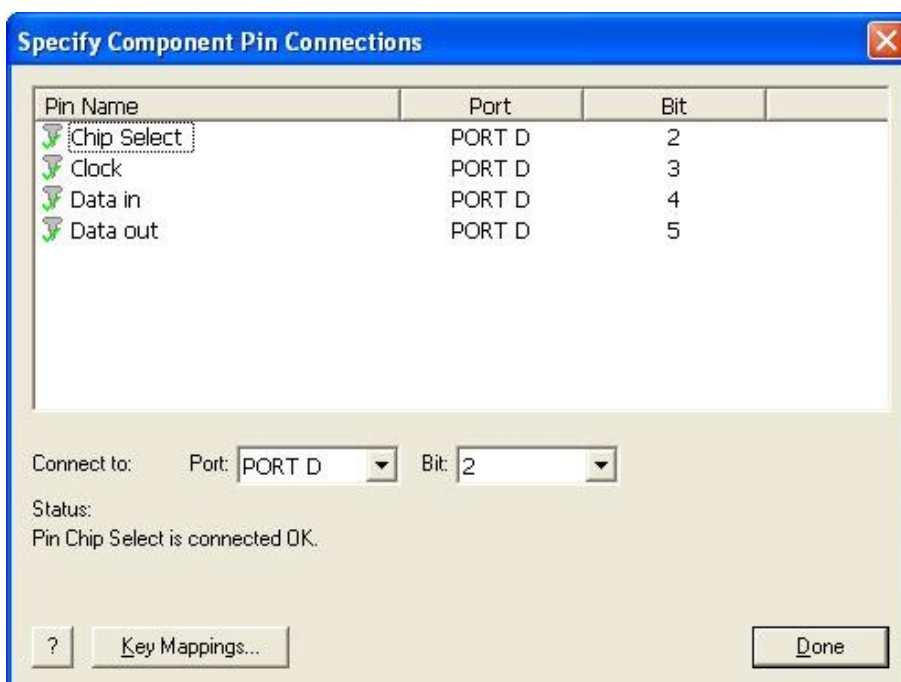 Specify Component Pin Connections
Pin Name Port Bit
Chip Select PORT D 2
Clock PORT D 3
Data in PORT D 4
Data out PORT D 5
Connect to: Port: PORT D Bit: 2
Status:
Pin Chip Select is connected OK.
? Key Mappings... Done